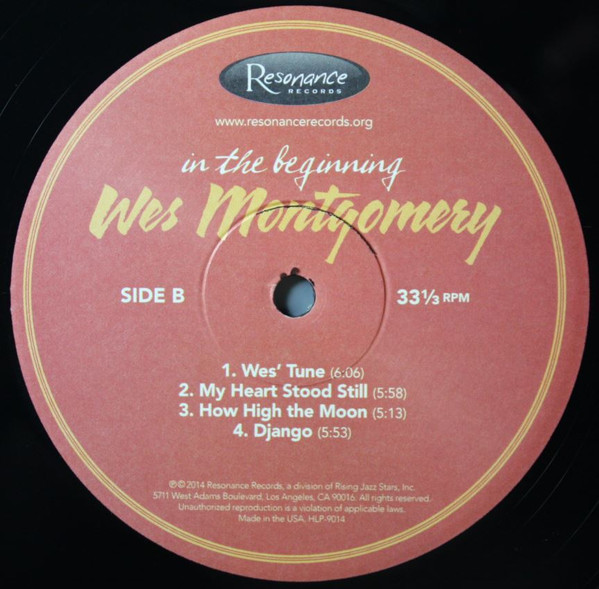 Resonance
RECORDS
www.resonancerecords.org
in the beginning
Wes Montgomery
SIDE B 33⅓ RPM
1. Wes' Tune (6:06)
2. My Heart Stood Still (5:58)
3. How High the Moon (5:13)
4. Django (5:53)
℗© 2014 Resonance Records, a division of Rising Jazz Stars, Inc.
5711 West Adams Boulevard, Los Angeles, CA 90016. All rights reserved.
Unauthorized reproduction is a violation of applicable laws.
Made in the USA. HLP-9014